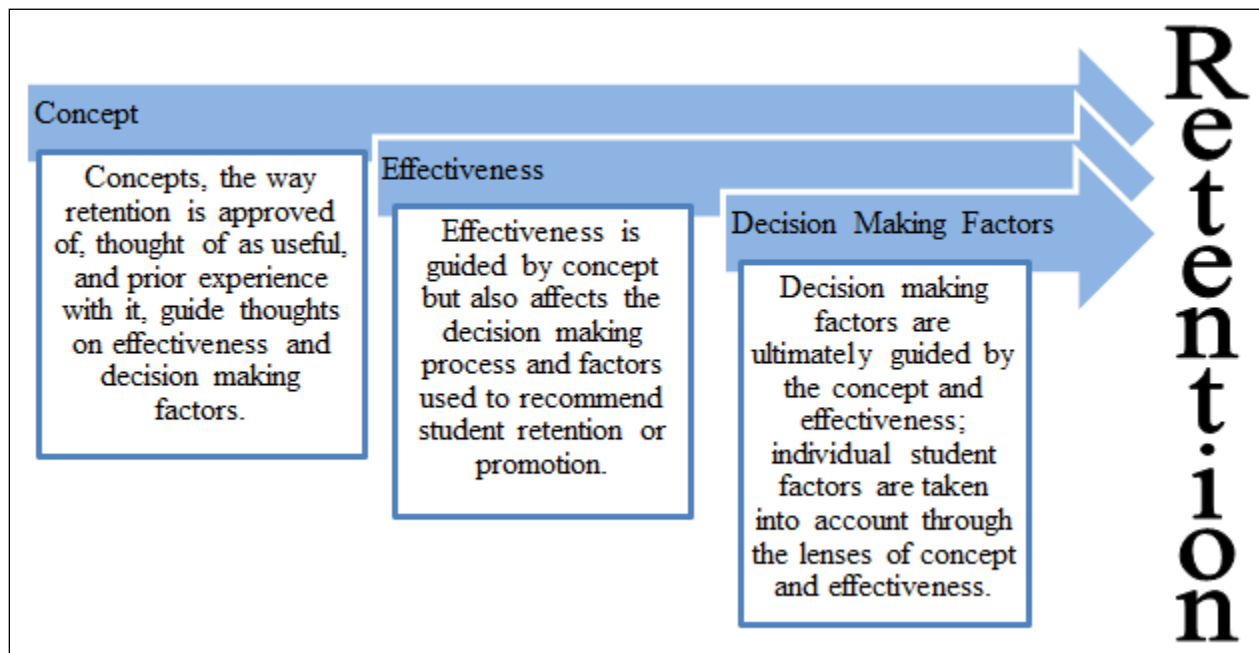 Concept
Concepts, the way
retention is approved
of, thought of as useful,
and prior experience
with it, guide thoughts
on effectiveness and
decision making
factors.
Effectiveness
Effectiveness is
guided by concept
but also affects the
decision making
process and factors
used to recommend
student retention or
promotion.
Decision Making Factors
Decision making
factors are
ultimately guided by
the concept and
effectiveness;
individual student
factors are taken
into account through
the lenses of concept
and effectiveness.
Retention